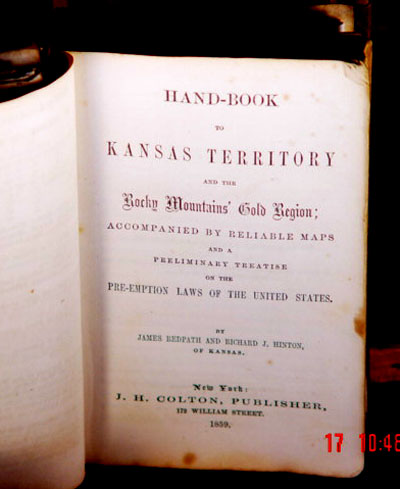 HAND-BOOK
TO
KANSAS TERRITORY
AND THE
Rocky Mountains' Gold Region;
ACCOMPANIED BY RELIABLE MAPS
AND A
PRELIMINARY TREATISE
ON THE
PRE-EMPTION LAWS OF THE UNITED STATES.
BY
JAMES REDPATH AND RICHARD J. HINTON,
OF KANSAS.
New York:
J. H. COLTON, PUBLISHER,
172 WILLIAM STREET.
1859.
17 10:48